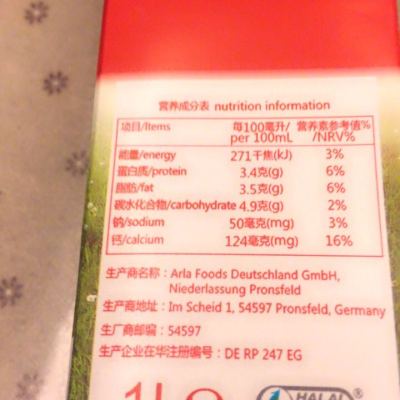 营养成分表 nutrition information
项目/Items 每100毫升/per 100mL 营养素参考值%/NRV%
能量/energy 271千焦(kJ) 3%
蛋白质/protein 3.4克(g) 6%
脂肪/fat 3.5克(g) 6%
碳水化合物/carbohydrate 4.9克(g) 2%
钠/sodium 50毫克(mg) 3%
钙/calcium 124毫克(mg) 16%
生产商名称：Arla Foods Deutschland GmbH,
Niederlassung Pronsfeld
生产商地址：Im Scheid 1, 54597 Pronsfeld, Germany
生厂商邮编：54597
生产企业在华注册编号：DE RP 247 EG
1L HALAL ®